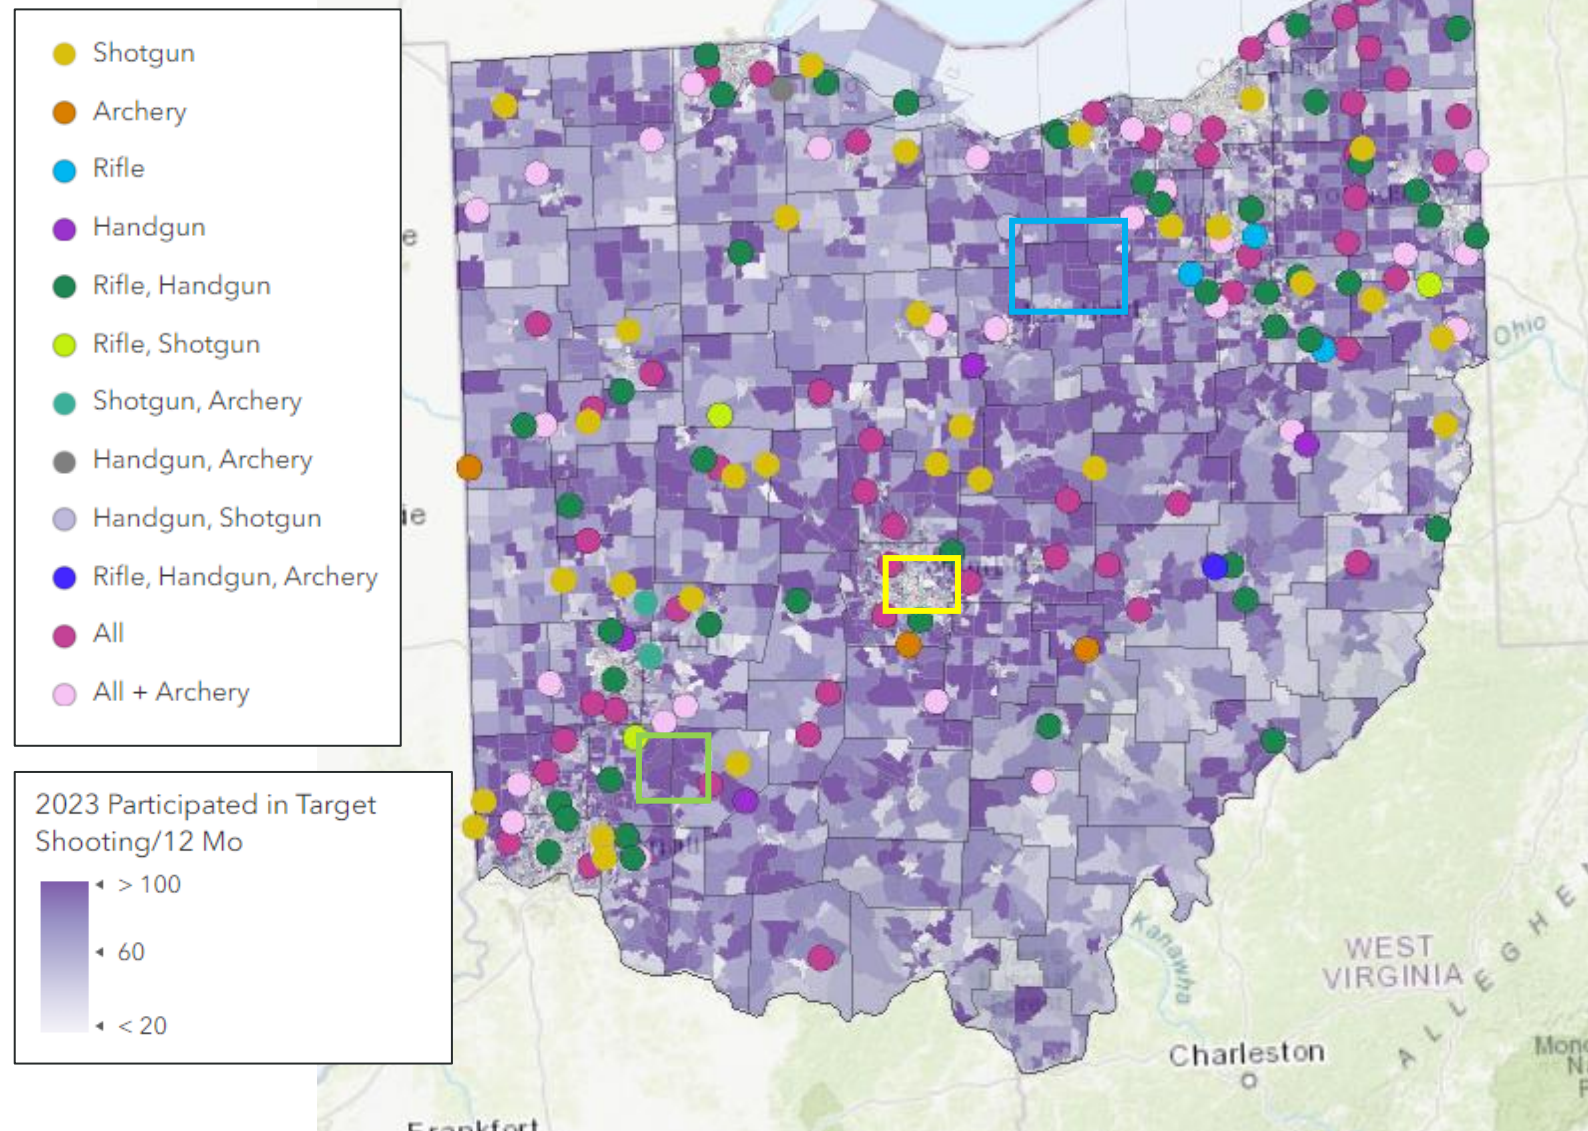 Shotgun
Archery
Rifle
Handgun
Rifle, Handgun
Rifle, Shotgun
Shotgun, Archery
Handgun, Archery
Handgun, Shotgun
Rifle, Handgun, Archery
All
All + Archery
2023 Participated in Target
Shooting/12 Mo
> 100
60
< 20
e
ie
Ohio
Kanawha
WEST
VIRGINIA
Charleston
Frankfort